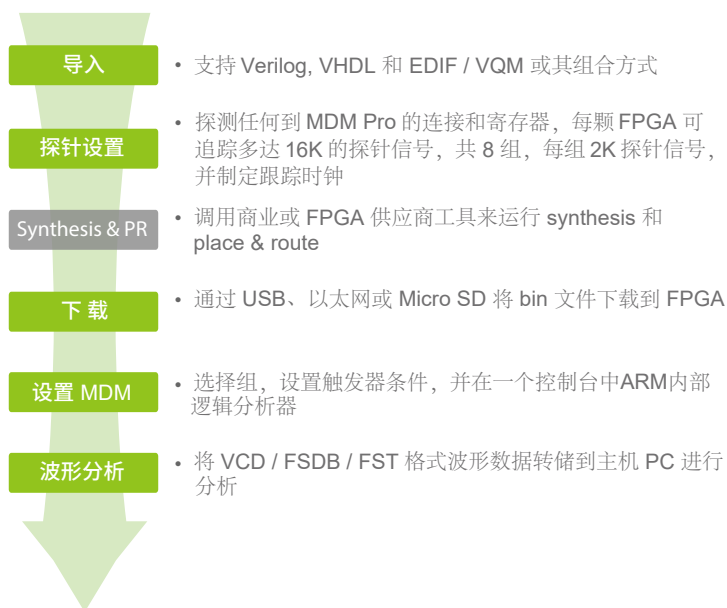 导入
• 支持 Verilog, VHDL 和 EDIF / VQM 或其组合方式
探针设置
• 探测任何到 MDM Pro 的连接和寄存器，每颗 FPGA 可
追踪多达 16K 的探针信号，共 8 组，每组 2K 探针信号，
并制定跟踪时钟
Synthesis & PR
• 调用商业或 FPGA 供应商工具来运行 synthesis 和
place & route
下 载
• 通过 USB、以太网或 Micro SD 将 bin 文件下载到 FPGA
设置 MDM
• 选择组，设置触发器条件，并在一个控制台中ARM内部
逻辑分析器
波形分析
• 将 VCD / FSDB / FST 格式波形数据转储到主机 PC 进行
分析